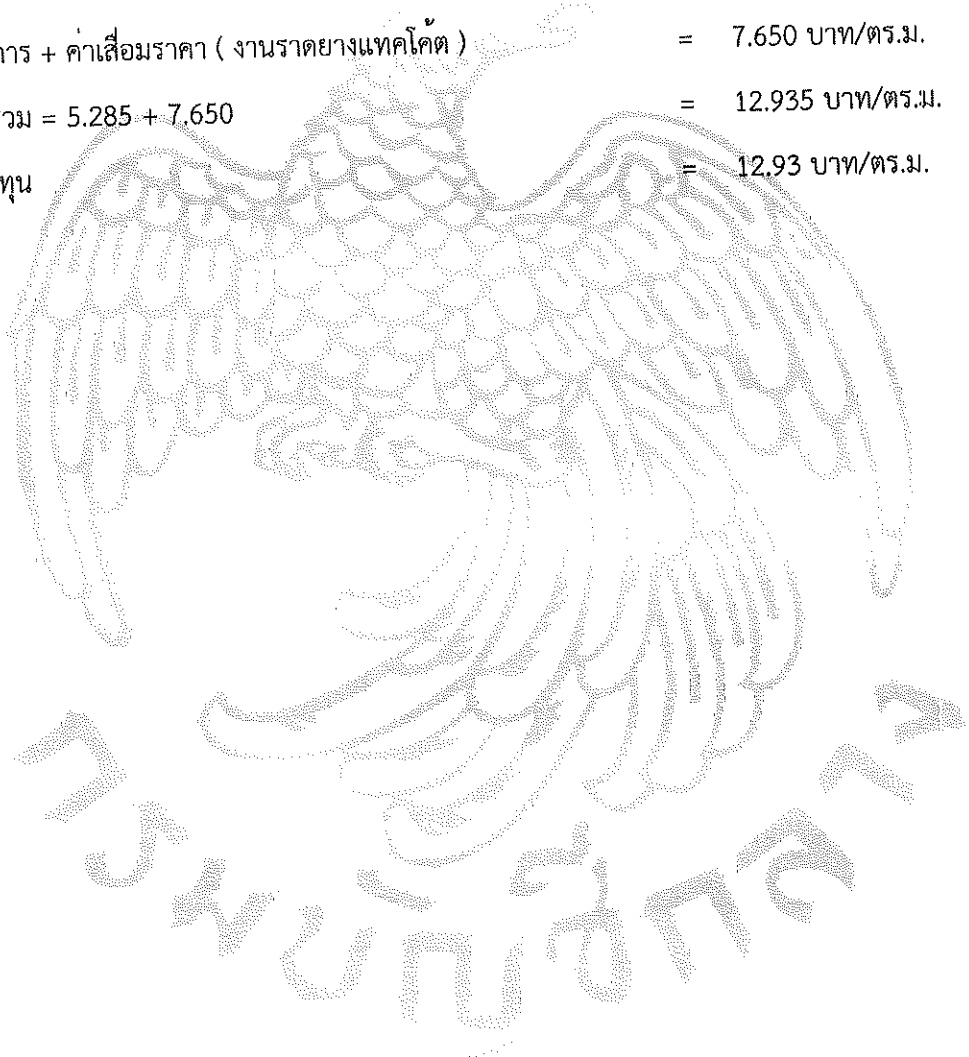 การ + ค่าเสื่อมราคา ( งานราดยางแทคโค้ต ) = 7.650 บาท/ตร.ม.
วม = 5.285 + 7.650 = 12.935 บาท/ตร.ม.
ทุน = 12.93 บาท/ตร.ม.
กรมบัญชีกลาง